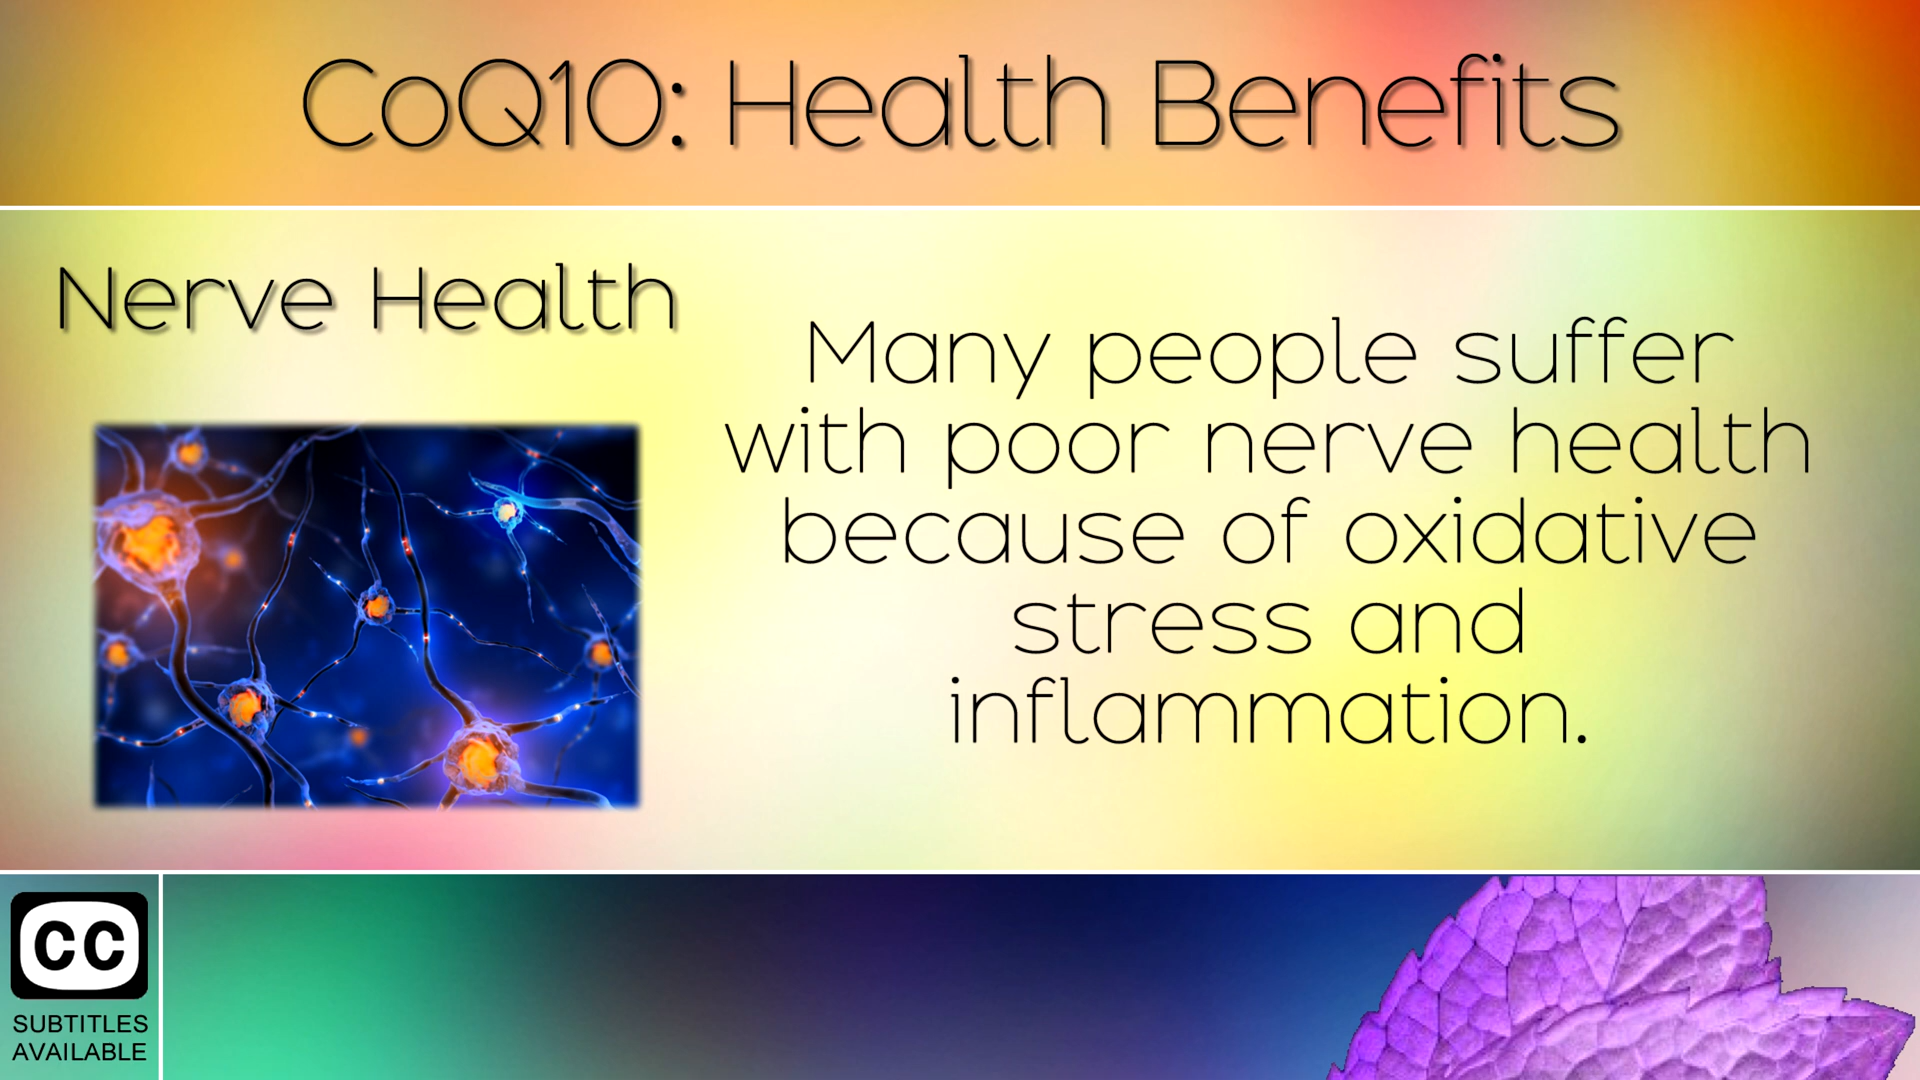 CoQ10: Health Benefits
Nerve Health
Many people suffer
with poor nerve health
because of oxidative
stress and
inflammation.
CC
SUBTITLES
AVAILABLE